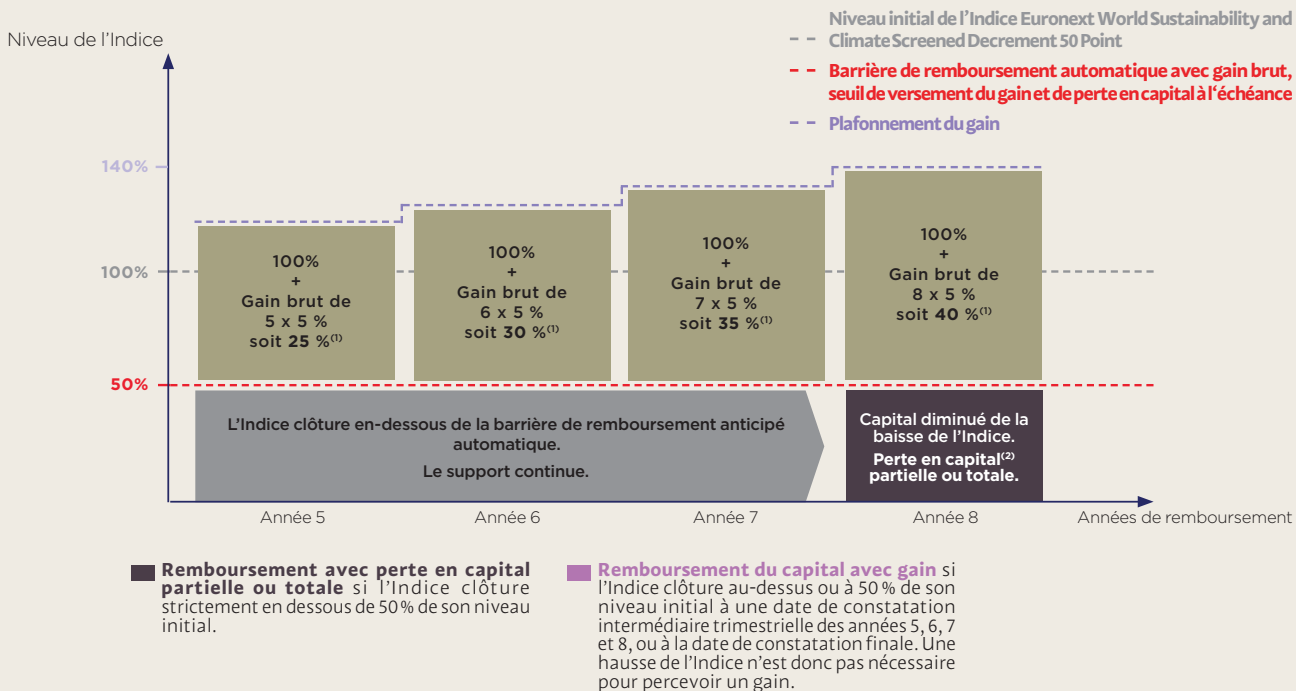 Niveau de l’Indice
Niveau initial de l’Indice Euronext World Sustainability and
Climate Screened Decrement 50 Point
Barrière de remboursement automatique avec gain brut,
seuil de versement du gain et de perte en capital à l‘échéance
Plafonnement du gain
140%
100%
50%
100%
+
Gain brut de
5 x 5 %
soit 25 %(1)
100%
+
Gain brut de
6 x 5 %
soit 30 %(1)
100%
+
Gain brut de
7 x 5 %
soit 35 %(1)
100%
+
Gain brut de
8 x 5 %
soit 40 %(1)
L’Indice clôture en-dessous de la barrière de remboursement anticipé
automatique.
Le support continue.
Capital diminué de la
baisse de l’Indice.
Perte en capital(2)
partielle ou totale.
Année 5
Année 6
Année 7
Année 8
Années de remboursement
Remboursement avec perte en capital
partielle ou totale si l’Indice clôture
strictement en dessous de 50 % de son niveau
initial.
Remboursement du capital avec gain si
l’Indice clôture au-dessus ou à 50 % de son
niveau initial à une date de constatation
intermédiaire trimestrielle des années 5, 6, 7
et 8, ou à la date de constatation finale. Une
hausse de l’Indice n’est donc pas nécessaire
pour percevoir un gain.